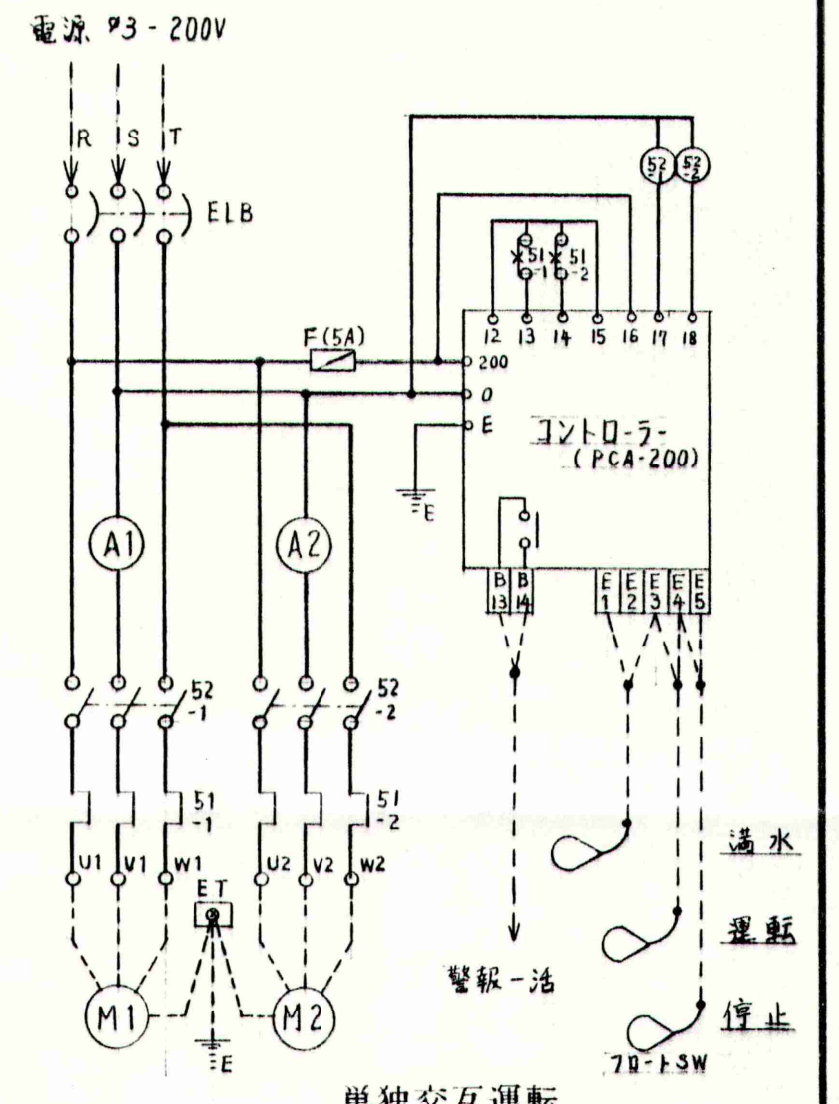 電源 φ3 - 200V
R
S
T
ELB
52
-1
52
-2
51
-1
51
-2
12
13
14
15
16
17
18
F(5A)
200
0
E
コントローラー
(PCA-200)
E
A1
A2
B
13
B
14
E
1
E
2
E
3
E
4
E
5
52
-1
52
-2
51
-1
51
-2
U1
V1
W1
ET
U2
V2
W2
満水
運転
警報一活
停止
M1
M2
E
フロートSW
単独交互運転